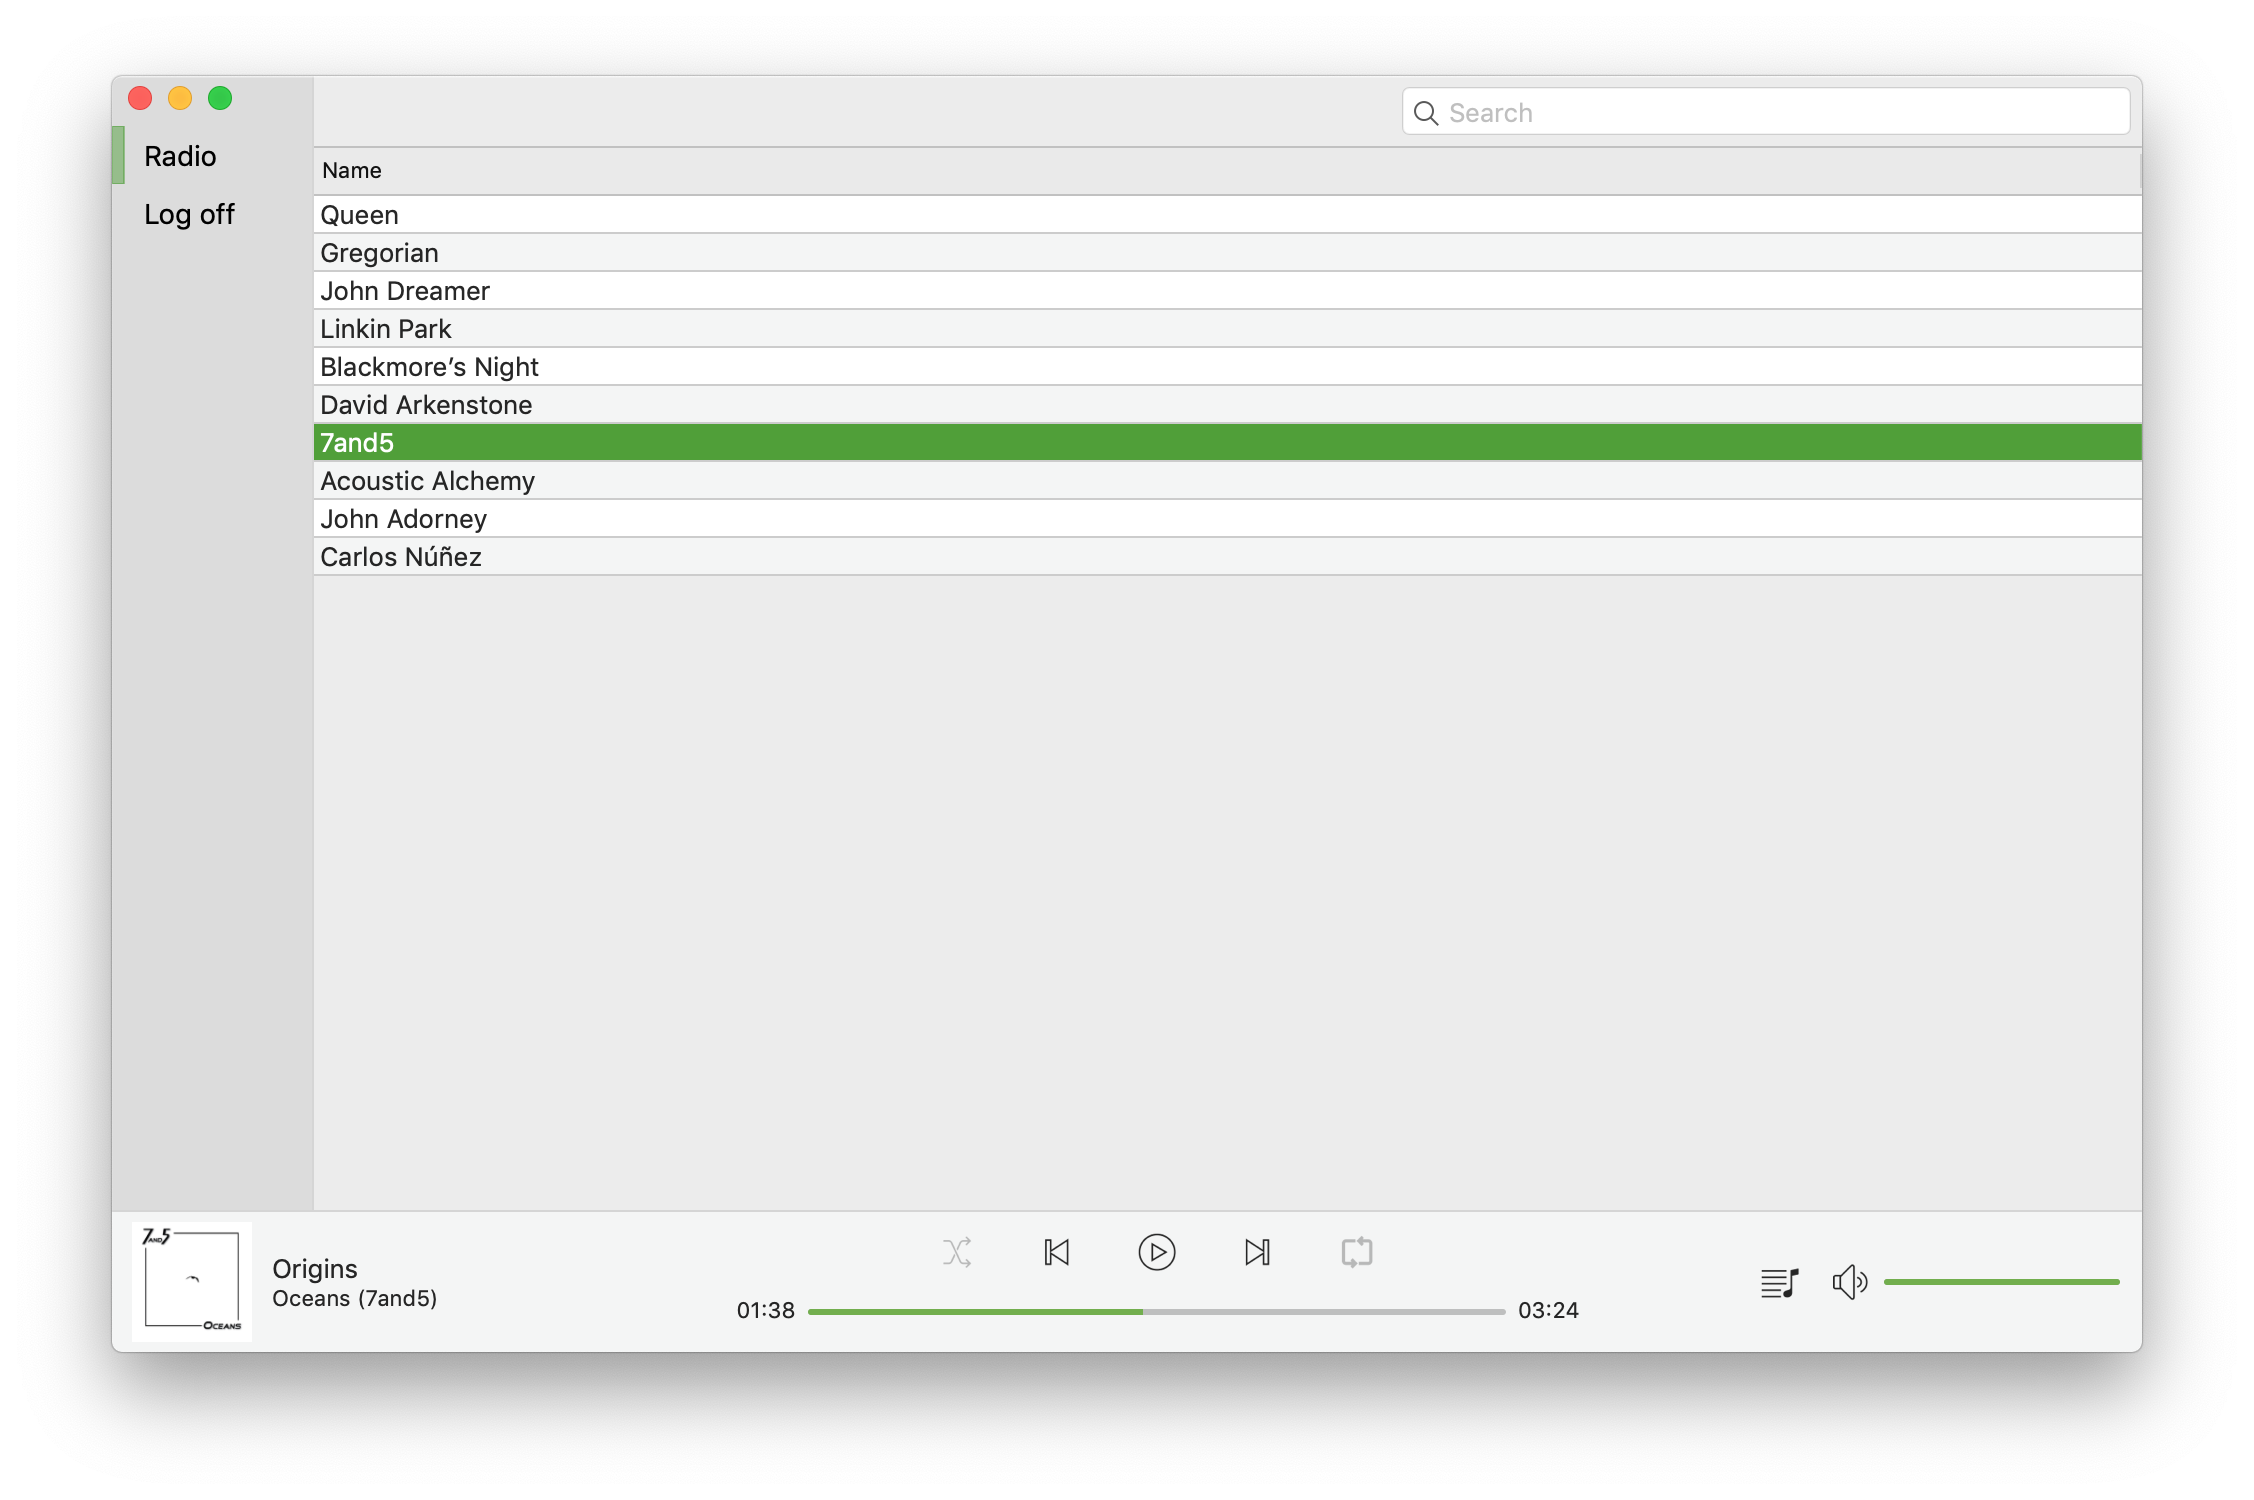 Search
Radio
Log off
Name
Queen
Gregorian
John Dreamer
Linkin Park
Blackmore’s Night
David Arkenstone
7and5
Acoustic Alchemy
John Adorney
Carlos Núñez
7AND5
OCEANS
Origins
Oceans (7and5)
01:38
03:24